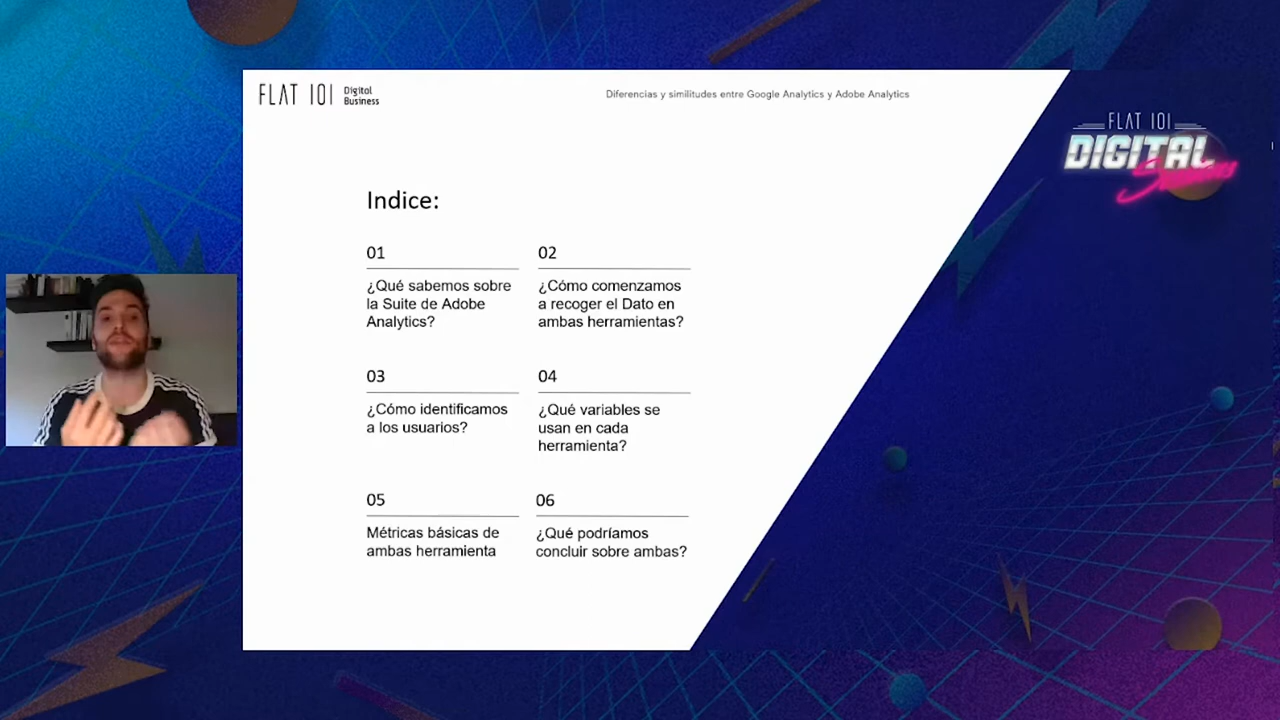 FLAT 101 Digital
Business
Diferencias y similitudes entre Google Analytics y Adobe Analytics
FLAT 101
DIGITAL
Indice:
01
¿Qué sabemos sobre
la Suite de Adobe
Analytics?
02
¿Cómo comenzamos
a recoger el Dato en
ambas herramientas?
03
¿Cómo identificamos
a los usuarios?
04
¿Qué variables se
usan en cada
herramienta?
05
Métricas básicas de
ambas herramienta
06
¿Qué podríamos
concluir sobre ambas?